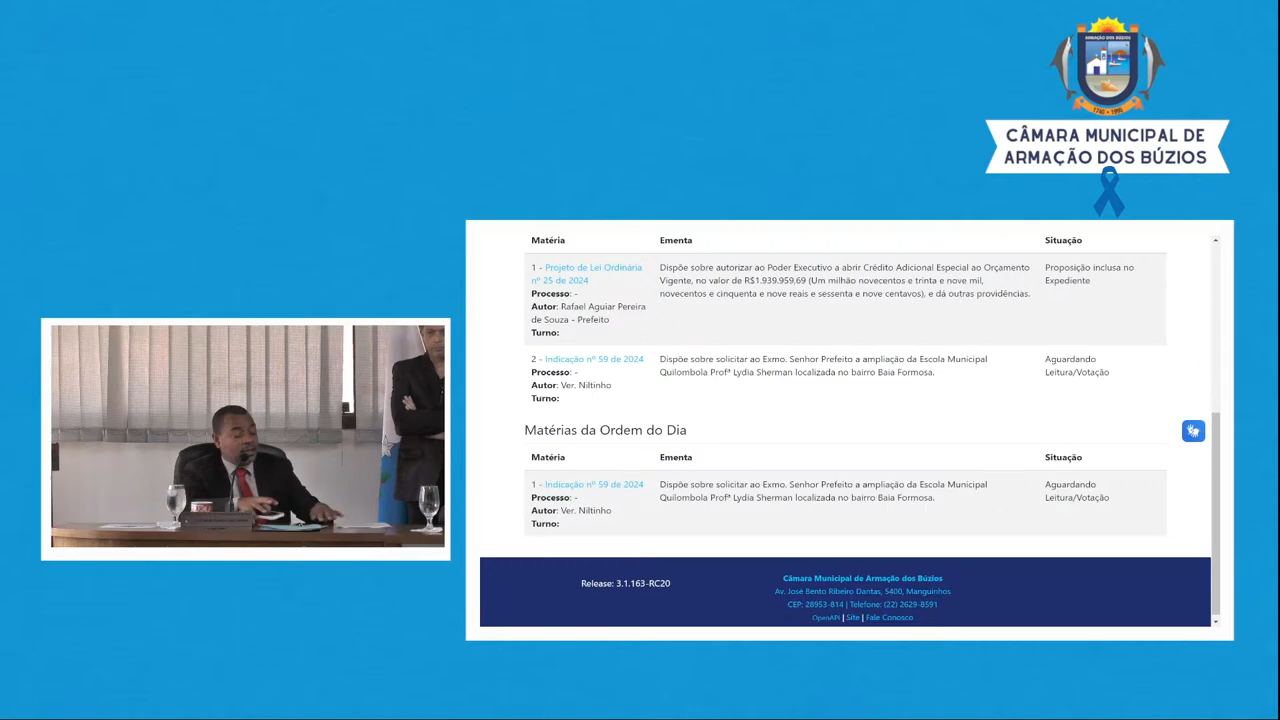 ARMAÇÃO DOS BÚZIOS
CÂMARA MUNICIPAL DE
ARMAÇÃO DOS BÚZIOS
Matéria Ementa Situação
1 - Projeto de Lei Ordinária nº 25 de 2024
Processo: -
Autor: Rafael Aguiar Pereira de Souza - Prefeito
Turno:
Dispõe sobre autorizar ao Poder Executivo a abrir Crédito Adicional Especial ao Orçamento
Vigente, no valor de R$1.939.959,69 (Um milhão novecentos e trinta e nove mil,
novecentos e cinquenta e nove reais e sessenta e nove centavos), e dá outras providências.
Proposição inclusa no
Expediente
2 - Indicação nº 59 de 2024
Processo: -
Autor: Ver. Niltinho
Turno:
Dispõe sobre solicitar ao Exmo. Senhor Prefeito a ampliação da Escola Municipal
Quilombola Profª Lydia Sherman localizada no bairro Baia Formosa.
Aguardando
Leitura/Votação
Matérias da Ordem do Dia
Matéria Ementa Situação
1 - Indicação nº 59 de 2024
Processo: -
Autor: Ver. Niltinho
Turno:
Dispõe sobre solicitar ao Exmo. Senhor Prefeito a ampliação da Escola Municipal
Quilombola Profª Lydia Sherman localizada no bairro Baia Formosa.
Aguardando
Leitura/Votação
Release: 3.1.163-RC20
Câmara Municipal de Armação dos Búzios
Av. José Bento Ribeiro Dantas, 5400, Manguinhos
CEP: 28953-814 | Telefone: (22) 2629-8591
OpenAPI | Site | Fale Conosco